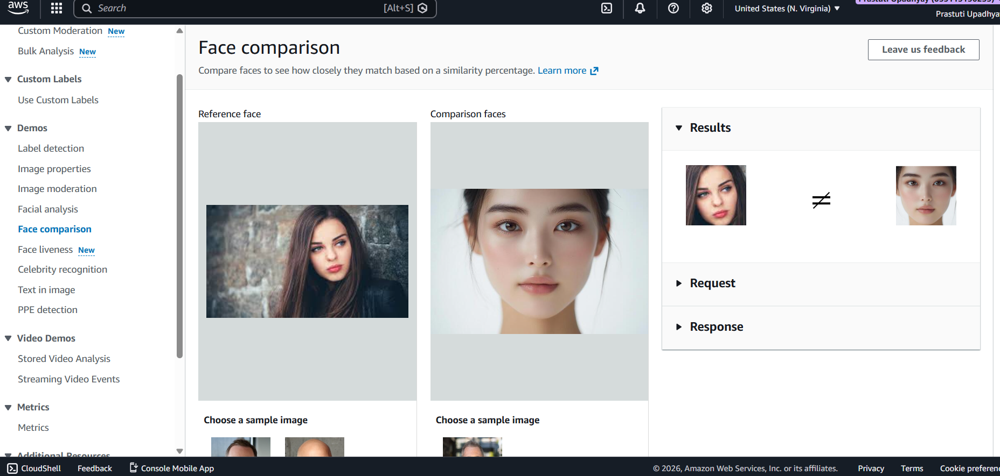 aws
Search
[Alt+S]
United States (N. Virginia)
Prastuti Upadhya
Custom Moderation New
Bulk Analysis New
Custom Labels
Use Custom Labels
Demos
Label detection
Image properties
Image moderation
Facial analysis
Face comparison
Face liveness New
Celebrity recognition
Text in image
PPE detection
Video Demos
Stored Video Analysis
Streaming Video Events
Metrics
Metrics
Additional Resources
Face comparison
Compare faces to see how closely they match based on a similarity percentage. Learn more
Leave us feedback
Reference face
Comparison faces
Choose a sample image
Choose a sample image
Results
≠
Request
Response
CloudShell
Feedback
Console Mobile App
© 2026, Amazon Web Services, Inc. or its affiliates.
Privacy
Terms
Cookie preferen